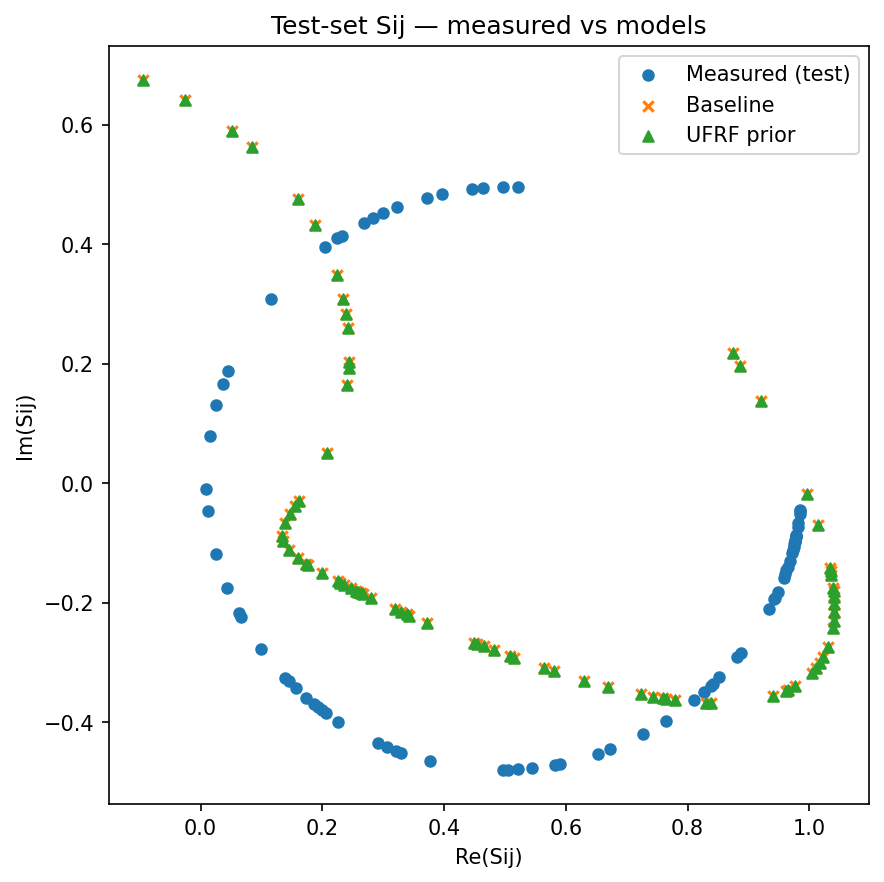 Test-set Sij — measured vs models
Measured (test)
Baseline
UFRF prior
Im(Sij)
0.6
0.4
0.2
0.0
−0.2
−0.4
0.0 0.2 0.4 0.6 0.8 1.0
Re(Sij)